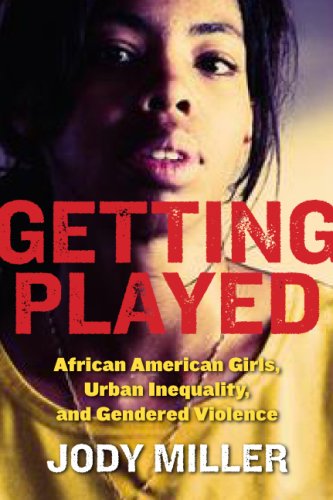 GETTING
PLAYED
African American Girls,
Urban Inequality,
and Gendered Violence
JODY MILLER